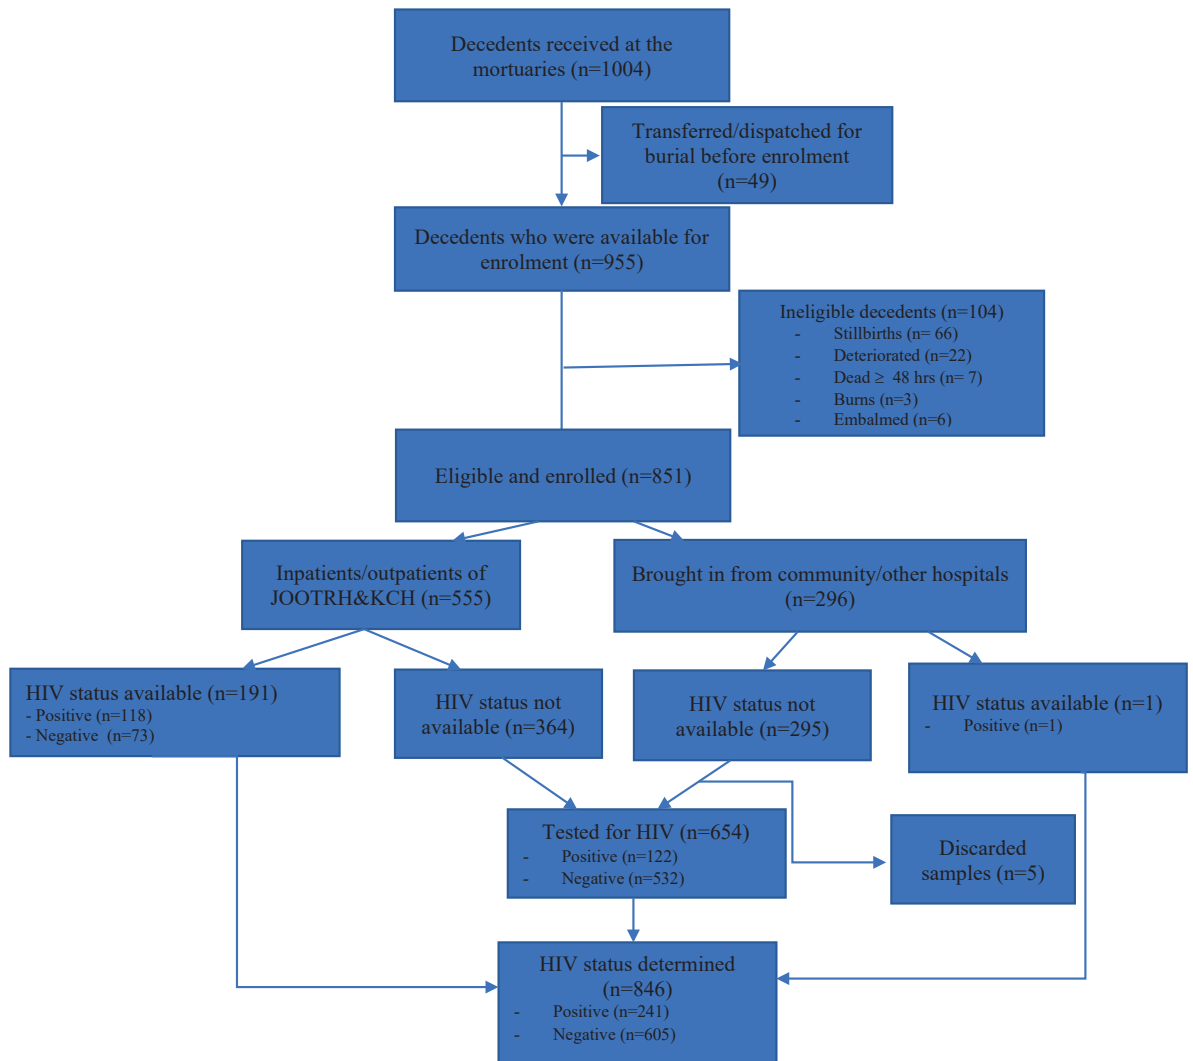 Decedents received at the
mortuaries (n=1004)
Transferred/dispatched for
burial before enrolment
(n=49)
Decedents who were available for
enrolment (n=955)
Ineligible decedents (n=104)
- Stillbirths (n= 66)
- Deteriorated (n=22)
- Dead ≥ 48 hrs (n= 7)
- Burns (n=3)
- Embalmed (n=6)
Eligible and enrolled (n=851)
Inpatients/outpatients of
JOOTRH&KCH (n=555)
Brought in from community/other hospitals
(n=296)
HIV status available (n=191)
- Positive (n=118)
- Negative (n=73)
HIV status not
available (n=364)
HIV status not
available (n=295)
HIV status available (n=1)
- Positive (n=1)
Tested for HIV (n=654)
- Positive (n=122)
- Negative (n=532)
Discarded
samples (n=5)
HIV status determined
(n=846)
- Positive (n=241)
- Negative (n=605)